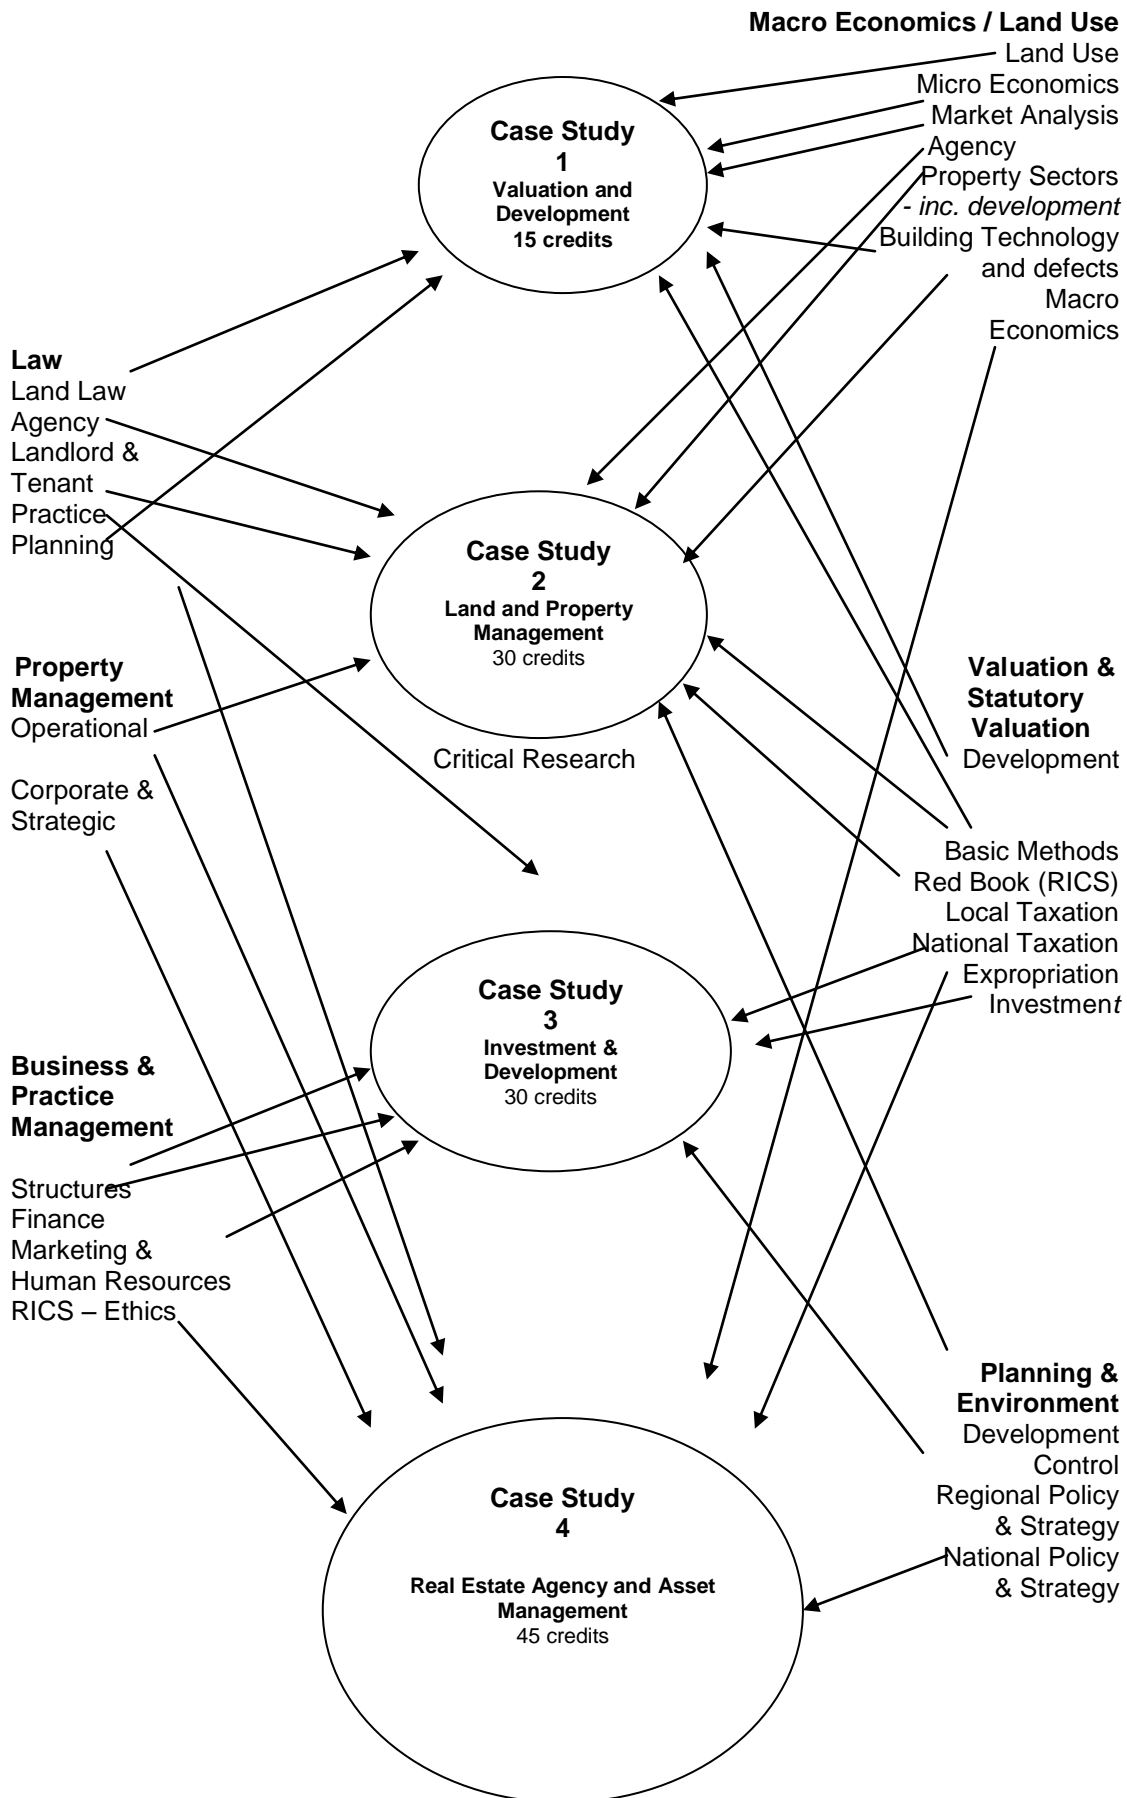 Macro Economics / Land Use
Land Use
Micro Economics
Market Analysis
Agency
Property Sectors
- inc. development
Building Technology
and defects
Macro
Economics
Case Study
1
Valuation and
Development
15 credits
Law
Land Law
Agency
Landlord &
Tenant
Practice
Planning
Case Study
2
Land and Property
Management
30 credits
Critical Research
Property
Management
Operational
Corporate &
Strategic
Valuation &
Statutory
Valuation
Development
Basic Methods
Red Book (RICS)
Local Taxation
National Taxation
Expropriation
Investment
Case Study
3
Investment &
Development
30 credits
Business &
Practice
Management
Structures
Finance
Marketing &
Human Resources
RICS – Ethics
Planning &
Environment
Development
Control
Regional Policy
& Strategy
National Policy
& Strategy
Case Study
4
Real Estate Agency and Asset
Management
45 credits